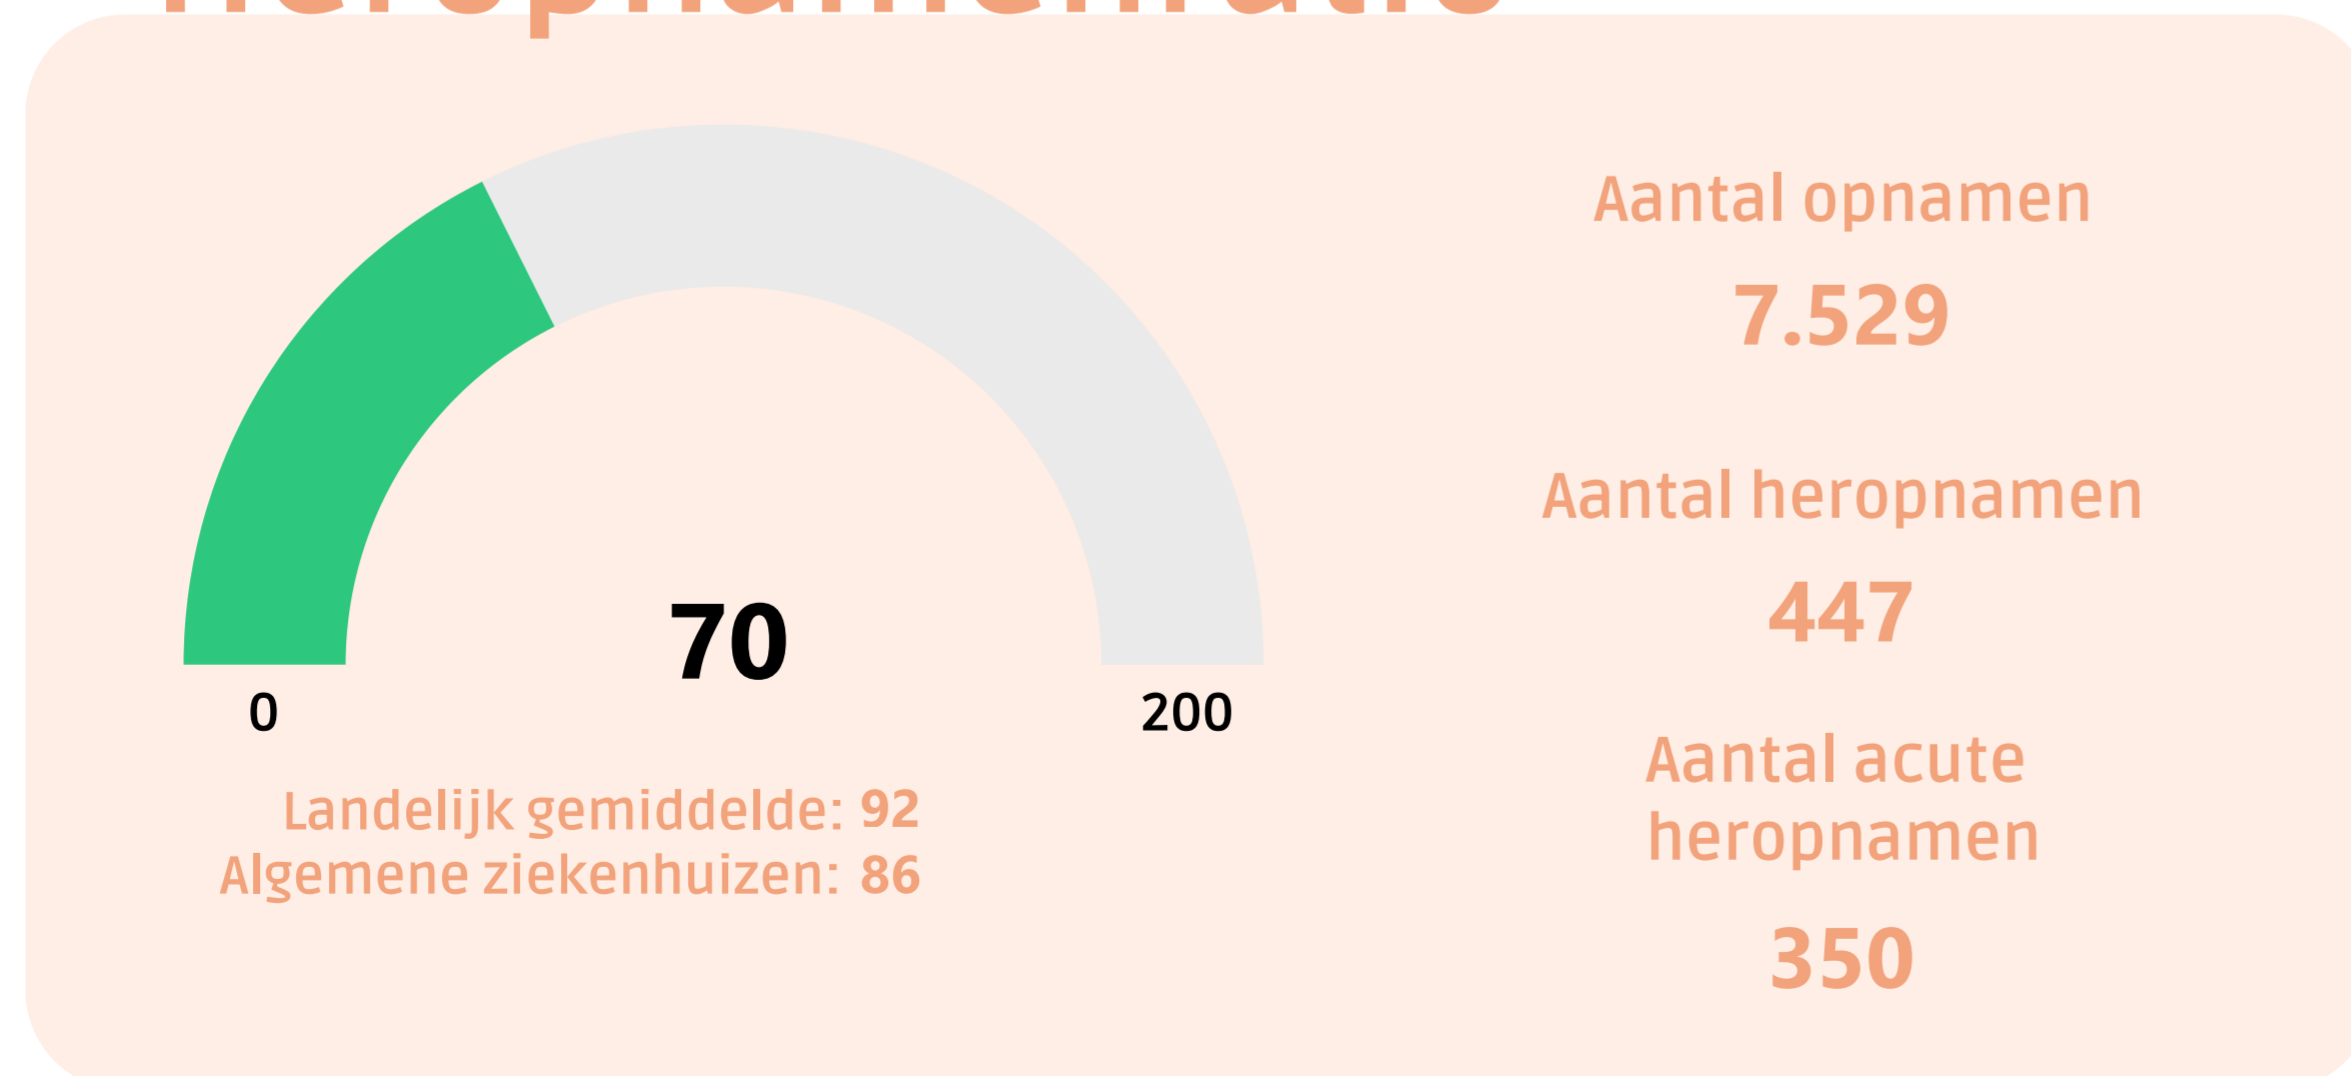 Heropnamenratio
70
0
200
Landelijk gemiddelde: 92
Algemene ziekenhuizen: 86
Aantal opnamen
7.529
Aantal heropnamen
447
Aantal acute
heropnamen
350